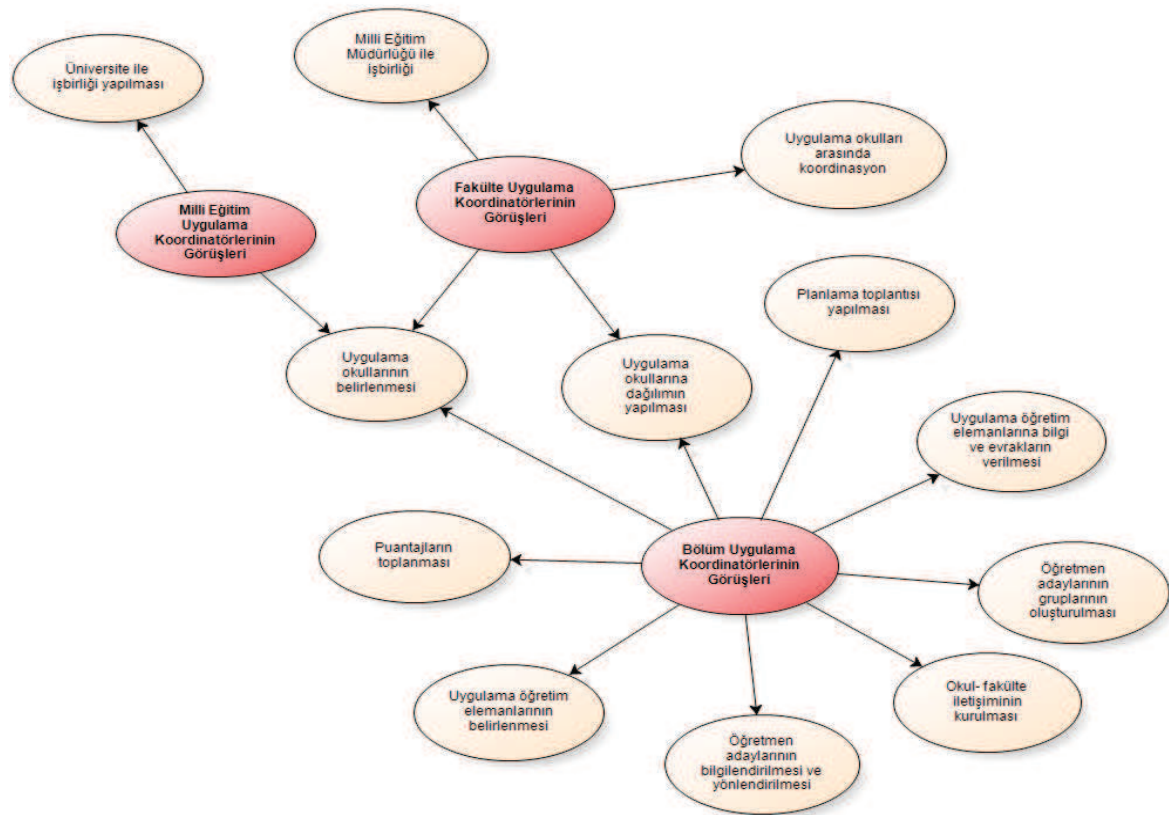 Milli Eğitim
Müdürlüğü ile
işbirliği
Üniversite ile
işbirliği yapılması
Uygulama okulları
arasında
koordinasyon
Fakülte Uygulama
Koordinatörlerinin
Görüşleri
Milli Eğitim
Uygulama
Koordinatörlerinin
Görüşleri
Planlama toplantısı
yapılması
Uygulama
okullarının
belirlenmesi
Uygulama
okullarına
dağılımın
yapılması
Uygulama öğretim
elemanlarına bilgi
ve evrakların
verilmesi
Puantajların
toplanması
Bölüm Uygulama
Koordinatörlerinin
Görüşleri
Öğretmen
adaylarının
gruplarının
oluşturulması
Uygulama öğretim
elemanlarının
belirlenmesi
Okul- fakülte
iletişiminin
kurulması
Öğretmen
adaylarının
bilgilendirilmesi ve
yönlendirilmesi